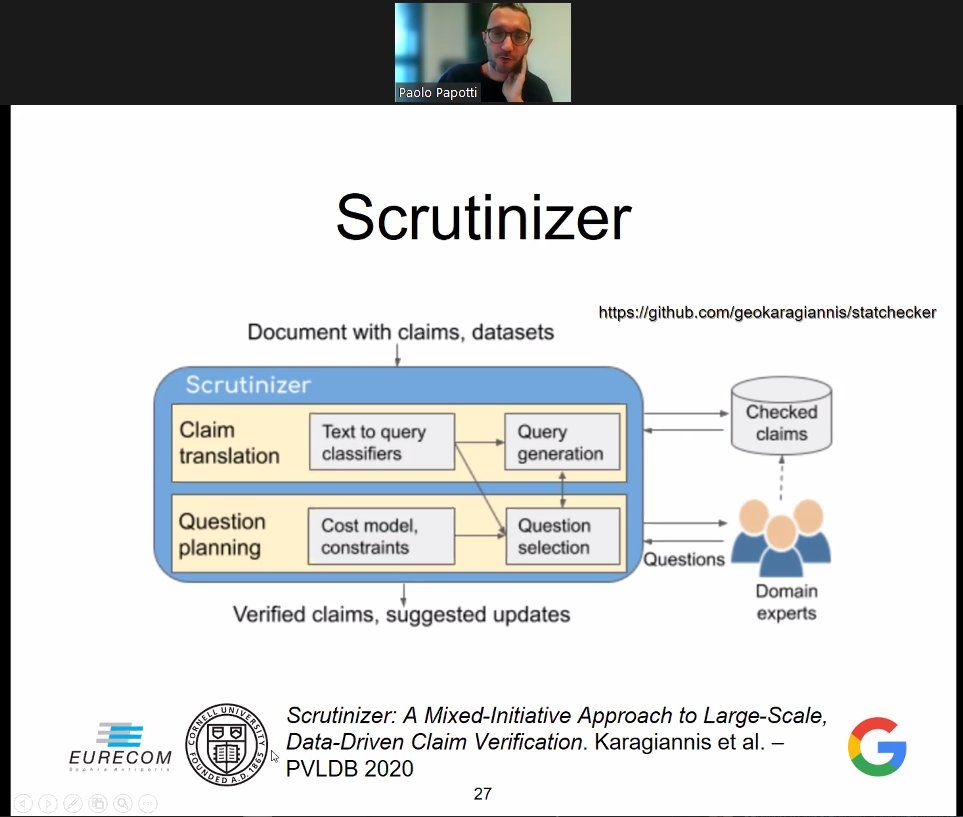 Paolo Papotti
Scrutinizer
https://github.com/geokaragiannis/statchecker
Document with claims, datasets
Scrutinizer
Claim
translation
Text to query
classifiers
Query
generation
Checked
claims
Question
planning
Cost model,
constraints
Question
selection
Questions
Domain
experts
Verified claims, suggested updates
EURECOM
Sophia Antipolis
CORNELL UNIVERSITY
FOUNDED A.D. 1865
Scrutinizer: A Mixed-Initiative Approach to Large-Scale,
Data-Driven Claim Verification. Karagiannis et al. –
PVLDB 2020
G
27